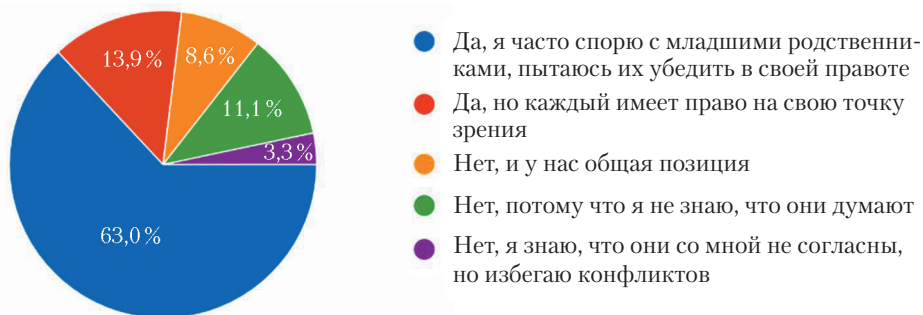 13,9 %
8,6 %
11,1 %
3,3 %
63,0 %
Да, я часто спорю с младшими родственни-
ками, пытаюсь их убедить в своей правоте
Да, но каждый имеет право на свою точку
зрения
Нет, и у нас общая позиция
Нет, потому что я не знаю, что они думают
Нет, я знаю, что они со мной не согласны,
но избегаю конфликтов